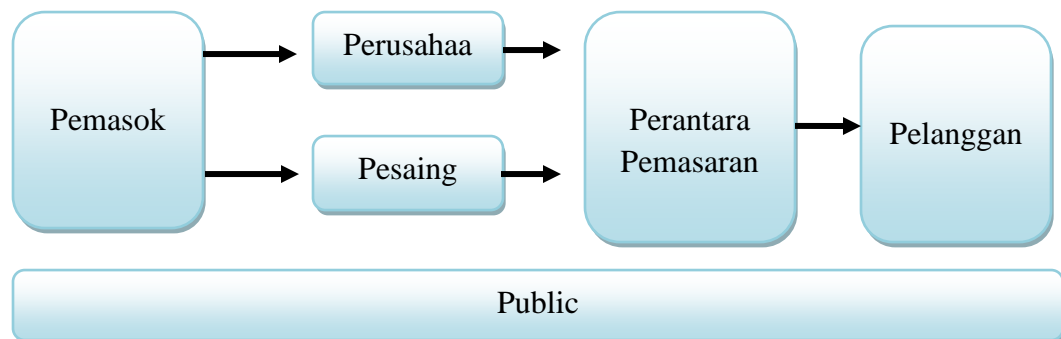 Pemasok
Perusahaa
Pesaing
Perantara
Pemasaran
Pelanggan
Public